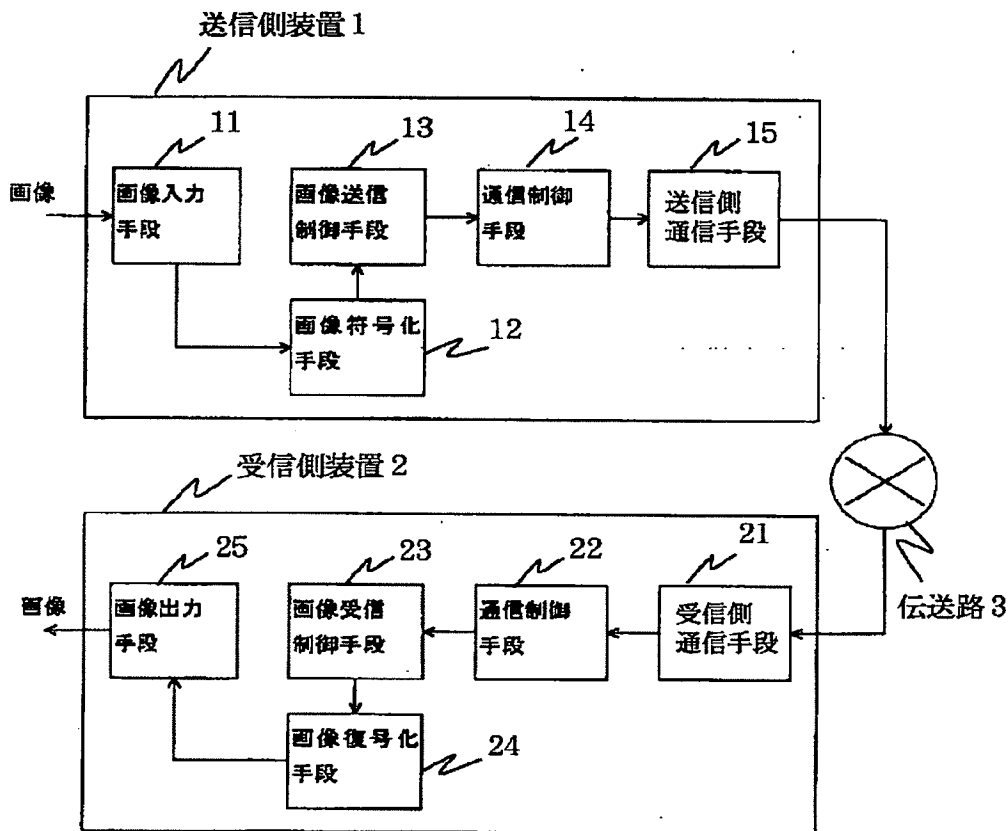 送信側装置1
11
13
14
15
画像
画像入力
手段
画像送信
制御手段
通信制御
手段
送信側
通信手段
画像符号化
手段
12
受信側装置2
25
23
22
21
画像
画像出力
手段
画像受信
制御手段
通信制御
手段
受信側
通信手段
伝送路3
画像復号化
手段
24